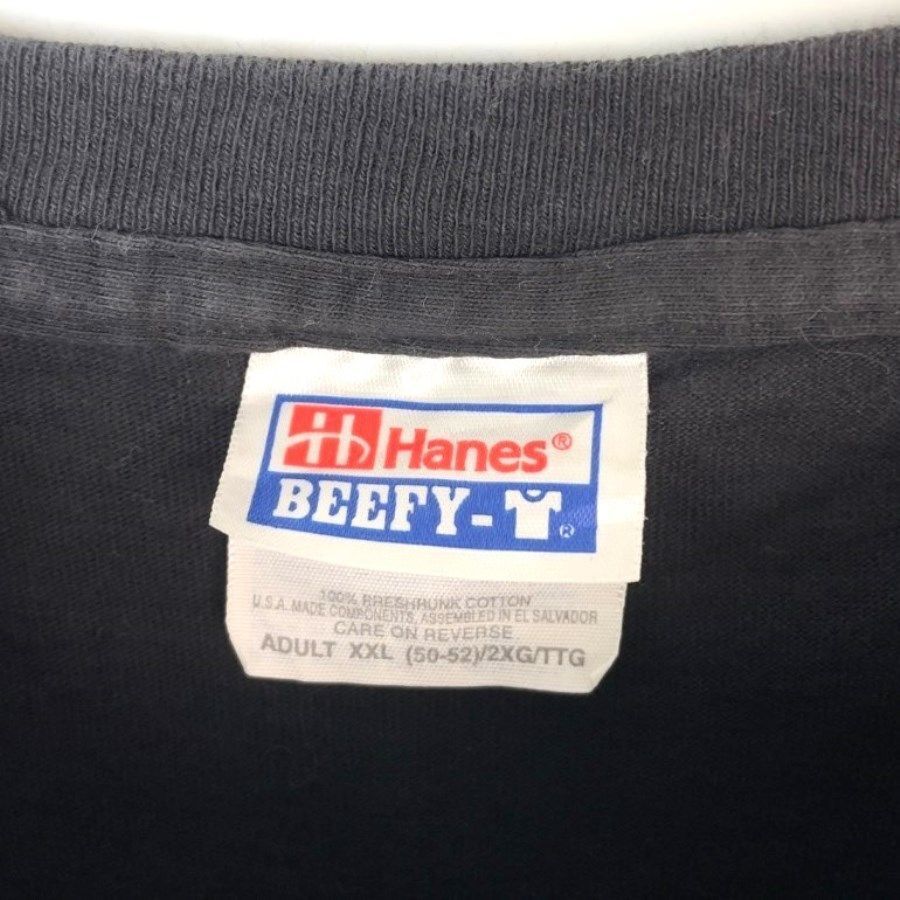 Hanes®
BEEFY-T®
100% PRESHRUNK COTTON
U.S.A. MADE COMPONENTS, ASSEMBLED IN EL SALVADOR
CARE ON REVERSE
ADULT XXL (50-52)/2XG/TTG